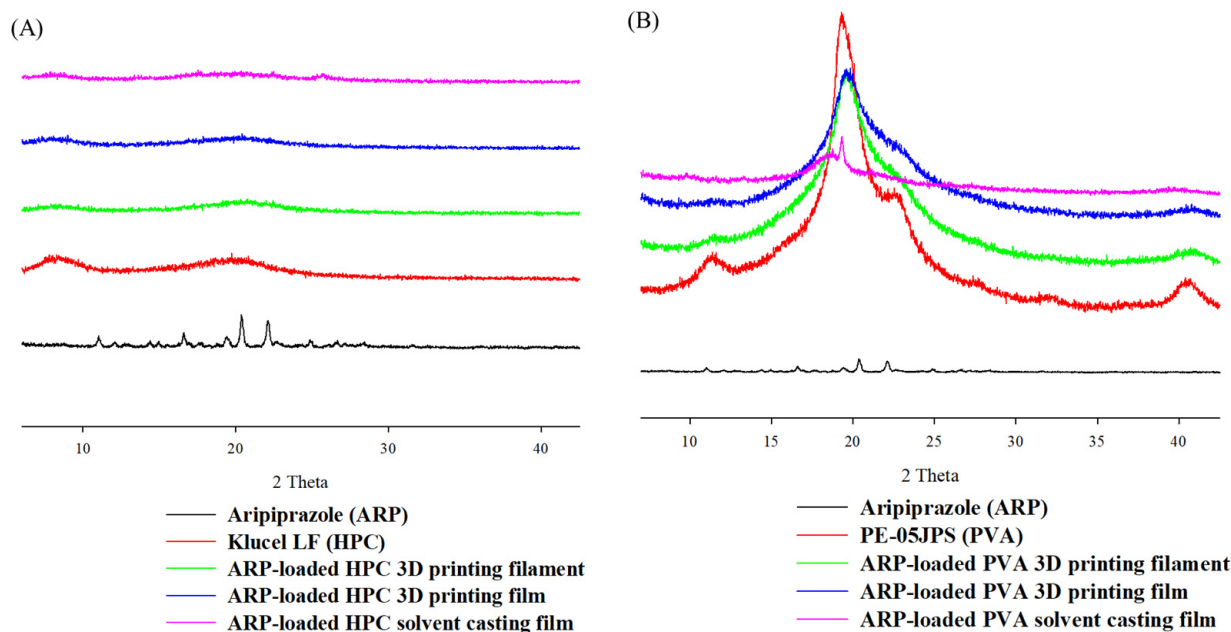 (A)
10 20 30 40
2 Theta
Aripiprazole (ARP)
Klucel LF (HPC)
ARP-loaded HPC 3D printing filament
ARP-loaded HPC 3D printing film
ARP-loaded HPC solvent casting film
(B)
10 15 20 25 30 35 40
2 Theta
Aripiprazole (ARP)
PE-05JPS (PVA)
ARP-loaded PVA 3D printing filament
ARP-loaded PVA 3D printing film
ARP-loaded PVA solvent casting film